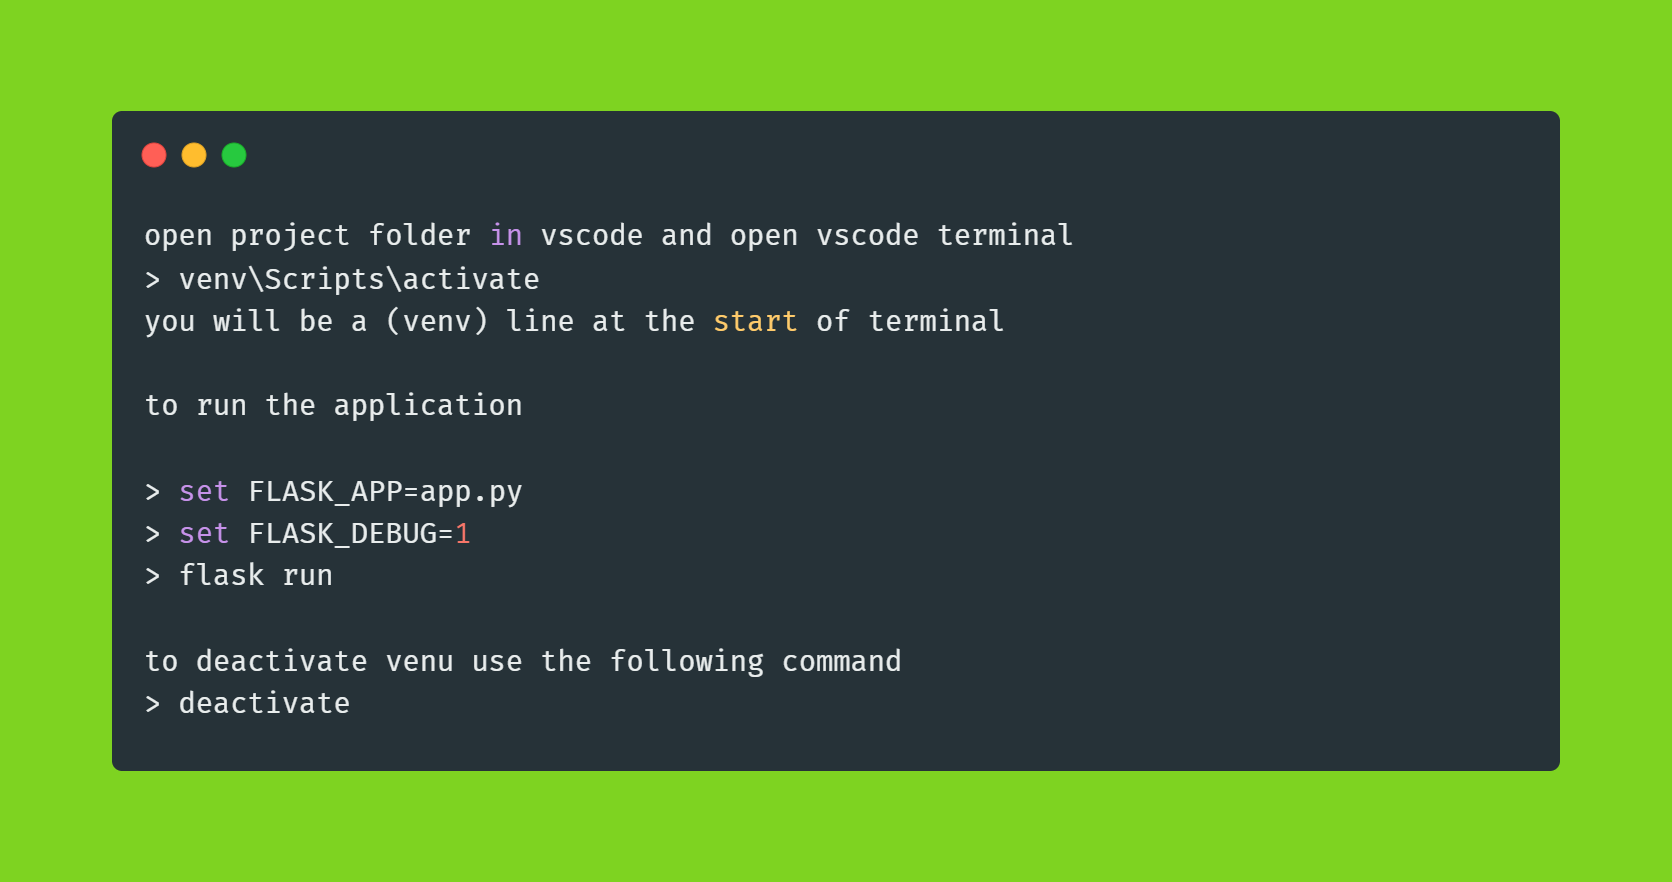 open project folder in vscode and open vscode terminal
> venv\Scripts\activate
you will be a (venv) line at the start of terminal
to run the application
> set FLASK_APP=app.py
> set FLASK_DEBUG=1
> flask run
to deactivate venu use the following command
> deactivate